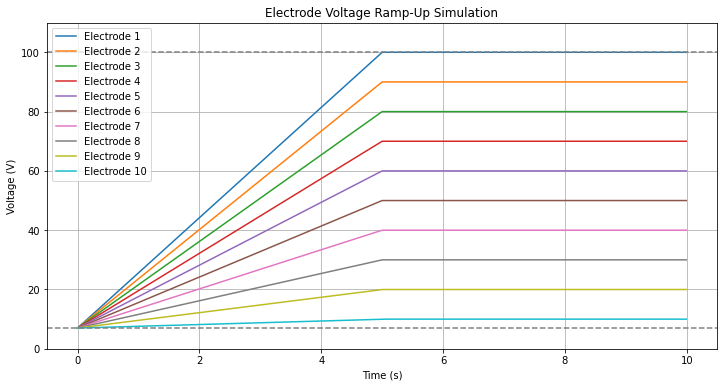 Electrode Voltage Ramp-Up Simulation
Electrode 1
Electrode 2
Electrode 3
Electrode 4
Electrode 5
Electrode 6
Electrode 7
Electrode 8
Electrode 9
Electrode 10
100
80
60
40
20
0
Voltage (V)
0 2 4 6 8 10
Time (s)